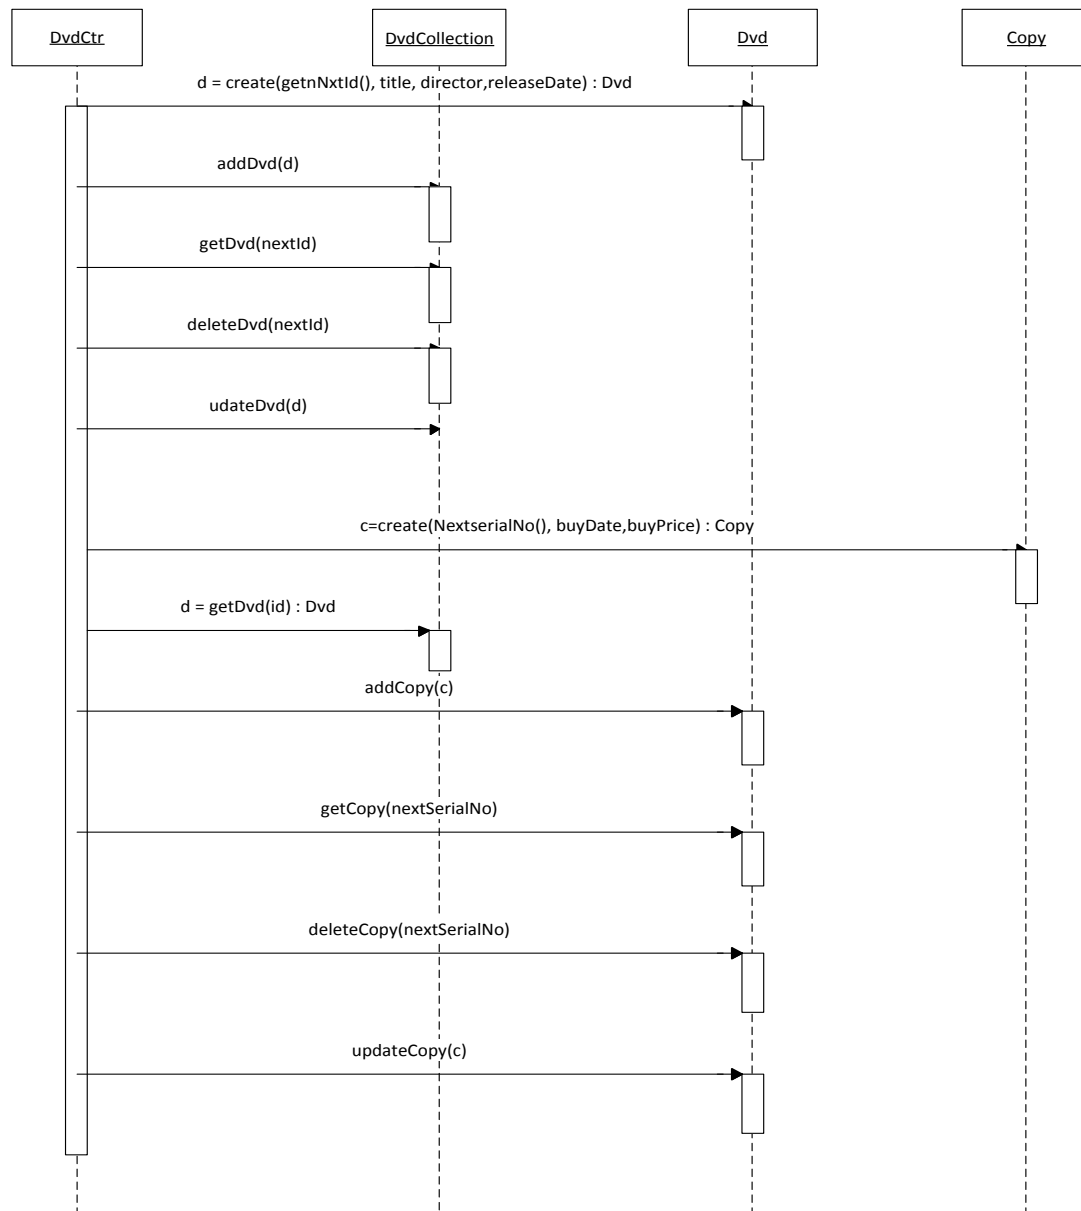 DvdCtr
DvdCollection
Dvd
Copy
d = create(getnNxtId(), title, director,releaseDate) : Dvd
addDvd(d)
getDvd(nextId)
deleteDvd(nextId)
udateDvd(d)
c=create(NextserialNo(), buyDate,buyPrice) : Copy
d = getDvd(id) : Dvd
addCopy(c)
getCopy(nextSerialNo)
deleteCopy(nextSerialNo)
updateCopy(c)